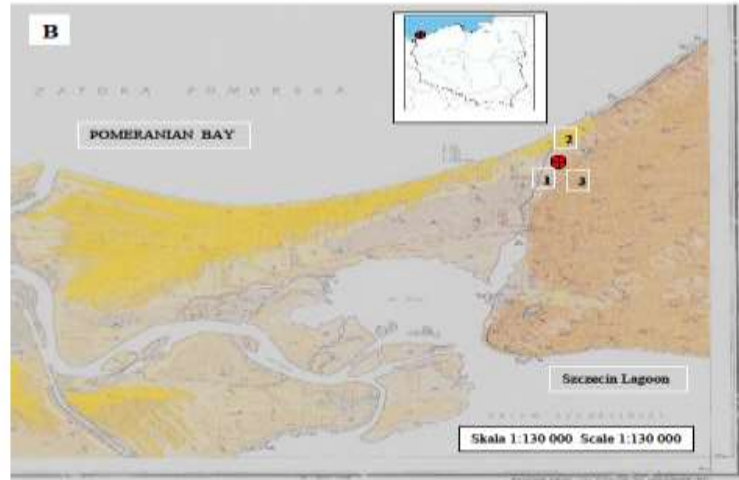 B
ZATOKA POMORSKA
POMERANIAN BAY
2
1
3
Szczecin Lagoon
Skala 1:130 000 Scale 1:130 000